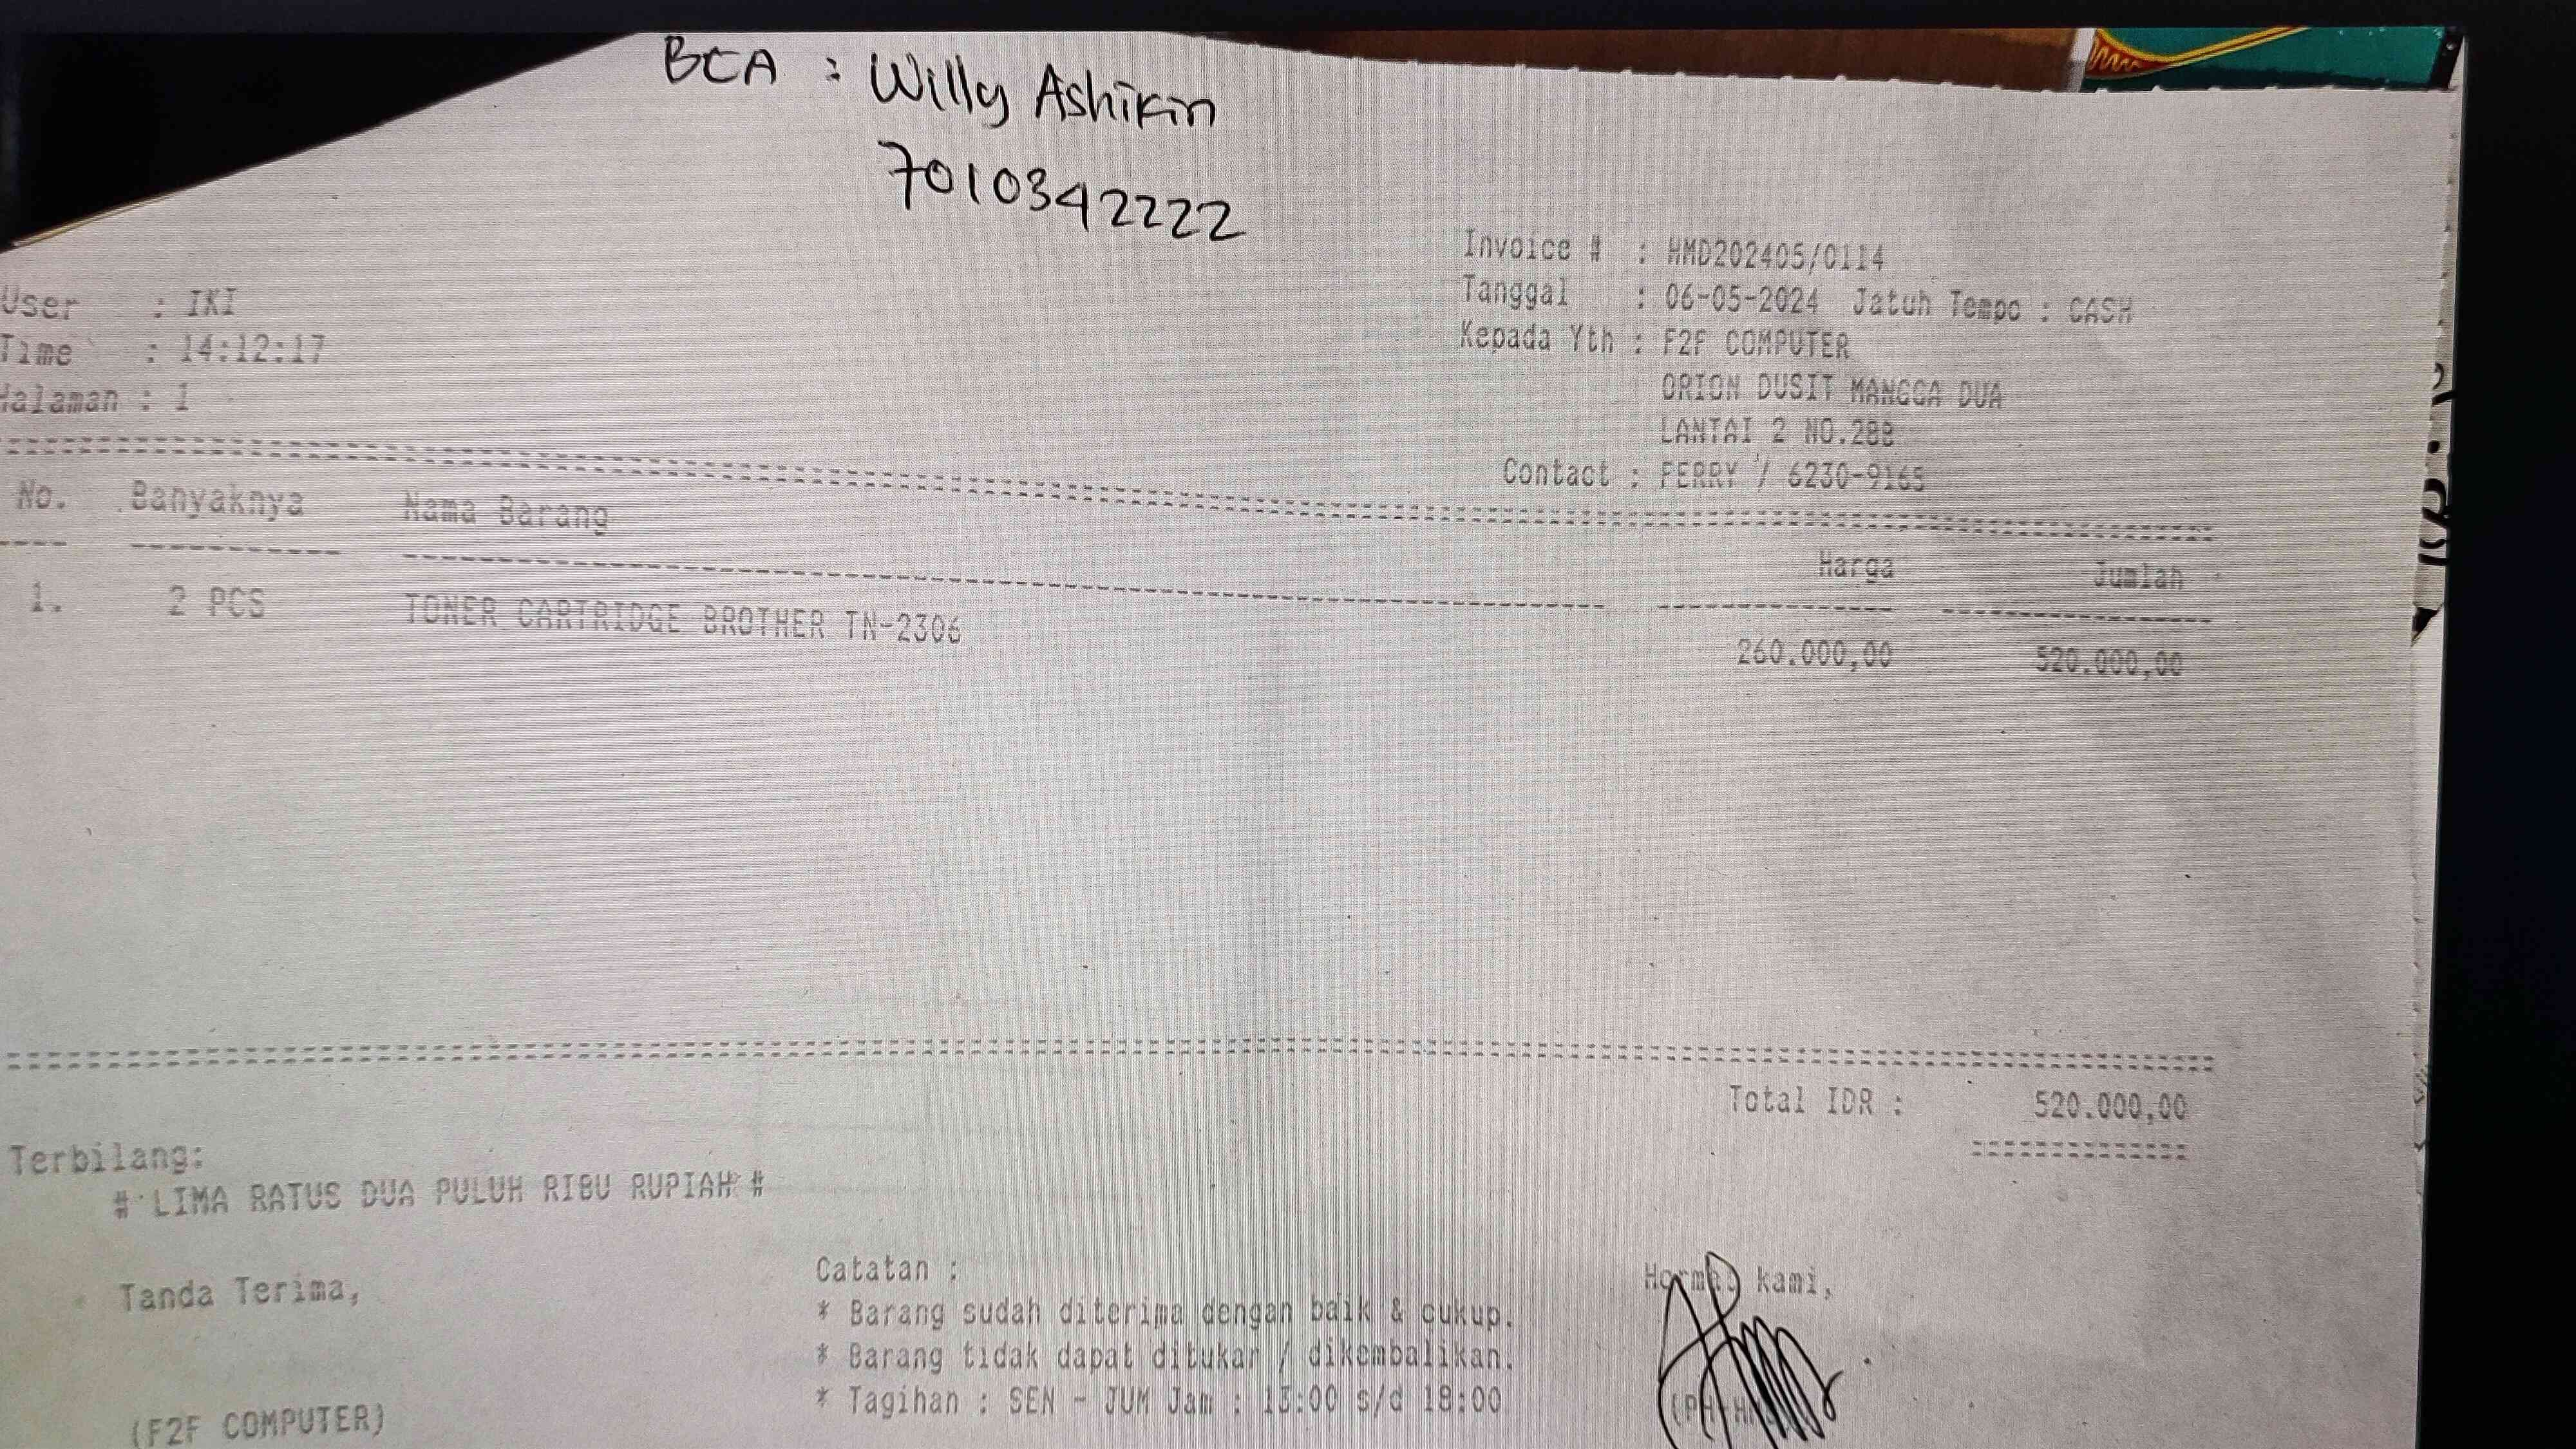 BCA : Willy Ashikin
7010342222
Invoice # : HMD202405/0114
Tanggal : 06-05-2024 Jatuh Tempo : CASH
Kepada Yth : F2F COMPUTER
ORION DUSIT MANGGA DUA
LANTAI 2 NO.28B
Contact : FERRY / 6230-9165
User : IKI
Time : 14:12:17
Halaman : 1
No. Banyaknya Nama Barang Harga Jumlah
1. 2 PCS TONER CARTRIDGE BROTHER TN-2306 260.000,00 520.000,00
Total IDR : 520.000,00
Terbilang:
# LIMA RATUS DUA PULUH RIBU RUPIAH #
Tanda Terima,
(F2F COMPUTER)
Catatan :
* Barang sudah diterima dengan baik & cukup.
* Barang tidak dapat ditukar / dikembalikan.
* Tagihan : SEN - JUM Jam : 13:00 s/d 18:00
Hormat kami,